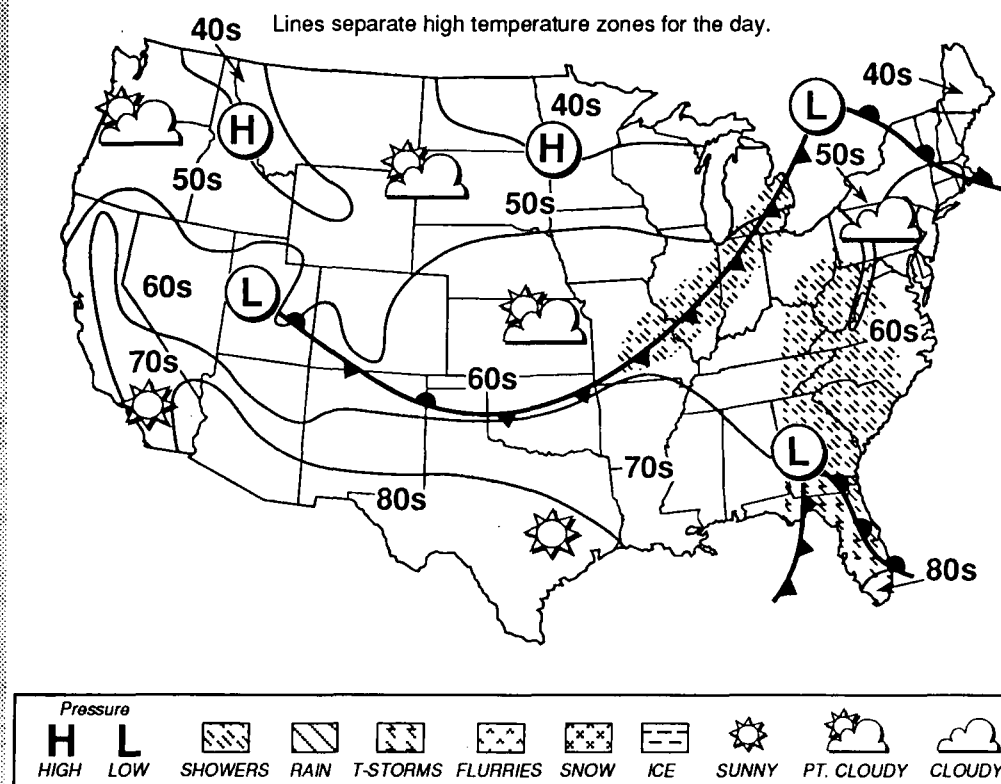 Lines separate high temperature zones for the day.
40s
40s
40s
L
H
H
50s
50s
50s
60s
L
60s
70s
60s
L
70s
80s
80s
Pressure
H L
HIGH LOW SHOWERS RAIN T-STORMS FLURRIES SNOW ICE SUNNY PT. CLOUDY CLOUDY